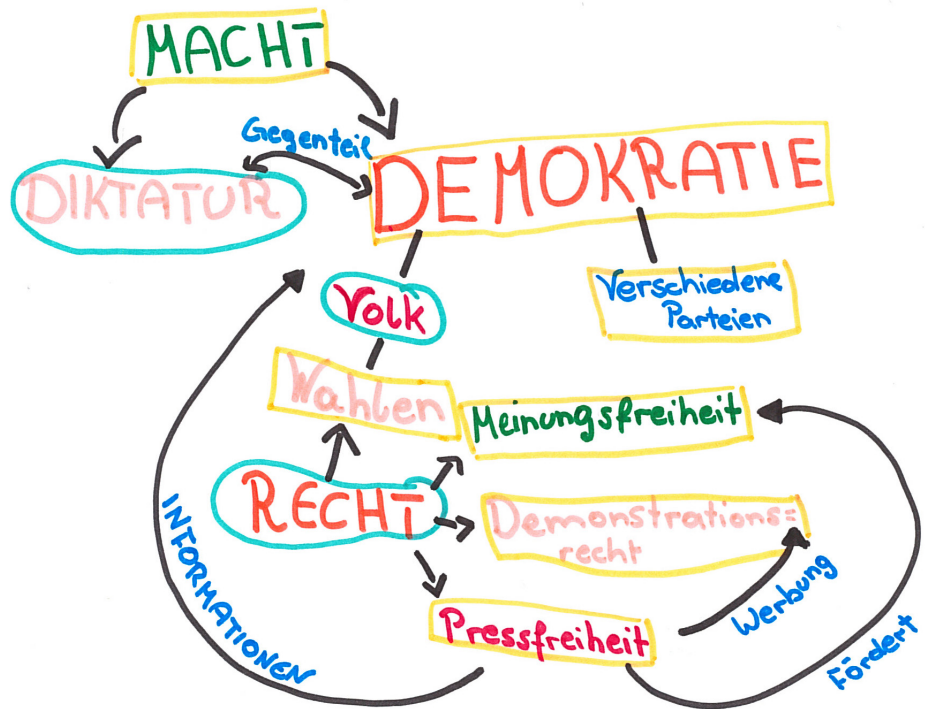 MACHT
Gegenteil
DIKTATUR
DEMOKRATIE
Volk
Verschiedene
Parteien
Wahlen
Meinungsfreiheit
RECHT
Demonstrations=
recht
INFORMATIONEN
Pressfreiheit
Werbung
Fördert